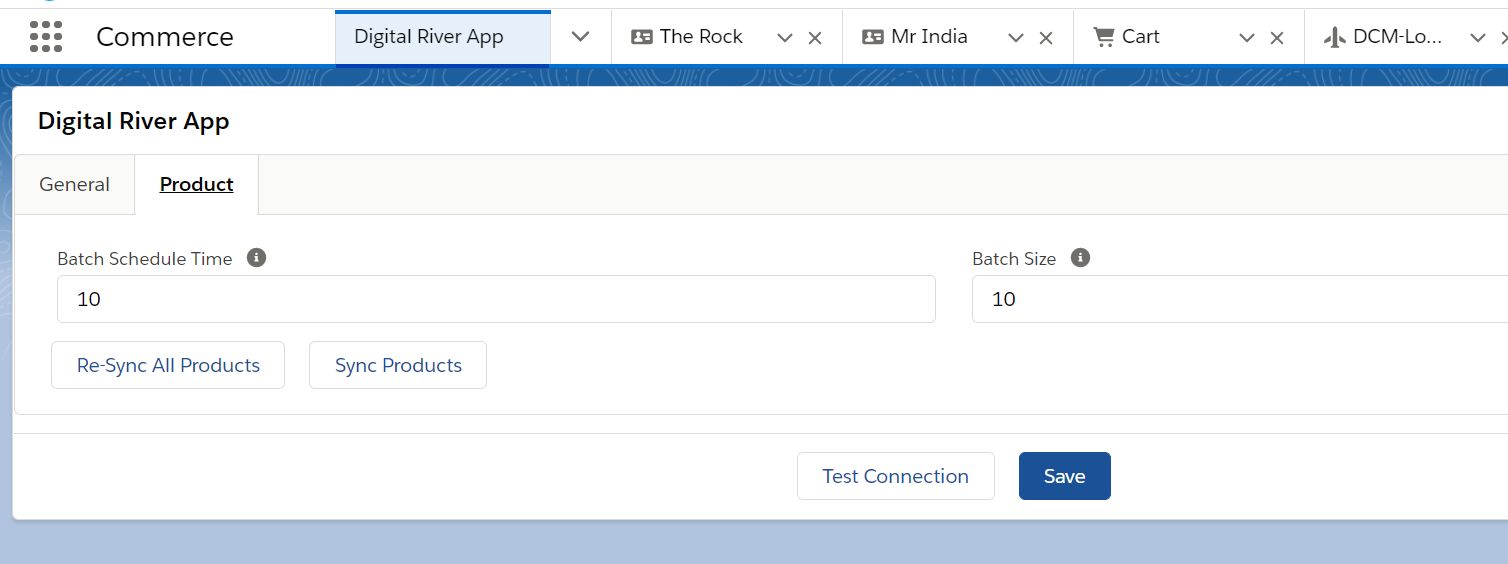 Commerce
Digital River App
The Rock
Mr India
Cart
DCM-Lo...
Digital River App
General
Product
Batch Schedule Time
Batch Size
10
10
Re-Sync All Products
Sync Products
Test Connection
Save